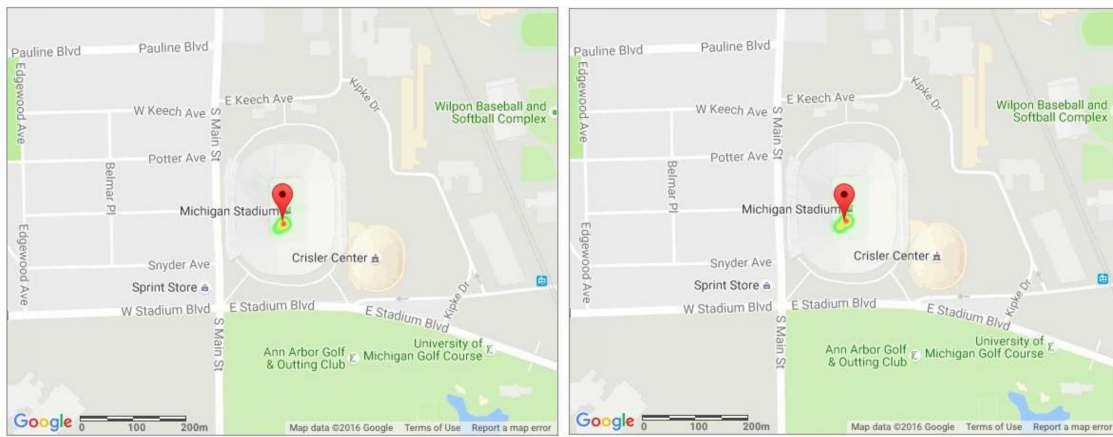 Pauline Blvd
Pauline Blvd
Edgewood Ave
W Keech Ave
E Keech Ave
S Main St
Kipke Dr
Wilpon Baseball and
Softball Complex
Potter Ave
Belmar Pl
Michigan Stadium
Edgewood Ave
Snyder Ave
Crisler Center
Sprint Store
W Stadium Blvd
E Stadium Blvd
E Stadium Blvd
Kipke Dr
S Main St
Ann Arbor Golf
& Outting Club
University of
Michigan Golf Course
Google
0
100
200m
Map data ©2016 Google
Terms of Use
Report a map error
Pauline Blvd
Pauline Blvd
Edgewood Ave
W Keech Ave
E Keech Ave
S Main St
Kipke Dr
Wilpon Baseball and
Softball Complex
Potter Ave
Belmar Pl
Michigan Stadium
Edgewood Ave
Snyder Ave
Crisler Center
Sprint Store
W Stadium Blvd
E Stadium Blvd
E Stadium Blvd
Kipke Dr
S Main St
Ann Arbor Golf
& Outting Club
University of
Michigan Golf Course
Google
0
100
200m
Map data ©2016 Google
Terms of Use
Report a map error